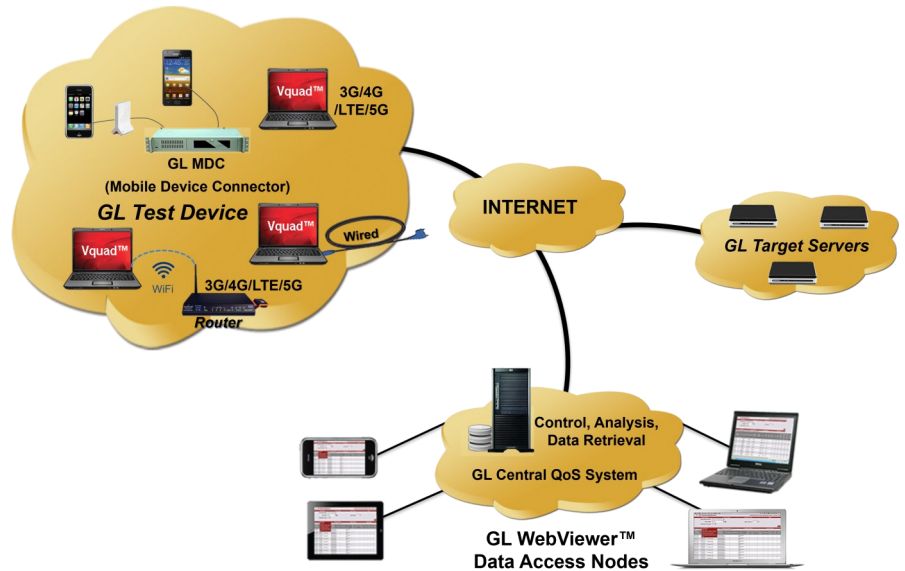 Vquad™
3G/4G
/LTE/5G
GL MDC
(Mobile Device Connector)
GL Test Device
Vquad™
Wired
Vquad™
WiFi
3G/4G/LTE/5G
Router
INTERNET
GL Target Servers
Control, Analysis,
Data Retrieval
GL Central QoS System
GL WebViewer™
Data Access Nodes